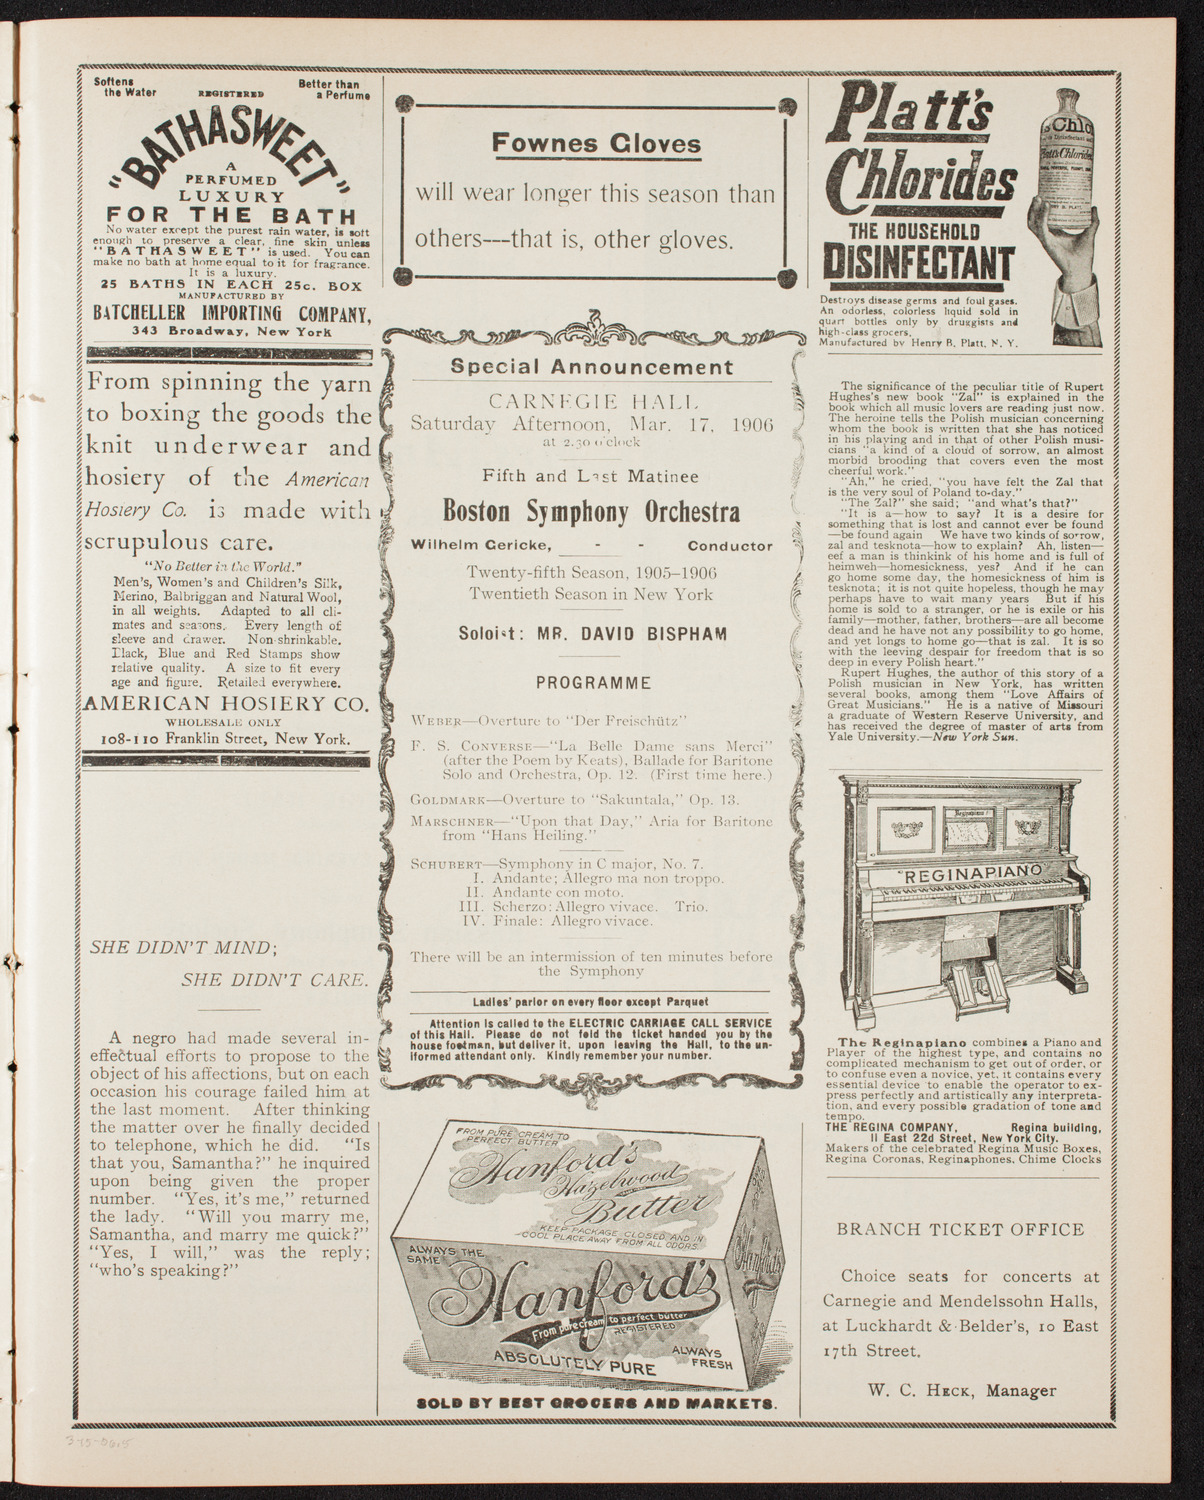 Softens
the Water
REGISTERED
Better than
a Perfume
"BATHASWEET"
A
PERFUMED
LUXURY
FOR THE BATH
No water except the purest rain water, is soft
enough to preserve a clear, fine skin unless
"BATHASWEET" is used. You can
make no bath at home equal to it for fragrance.
It is a luxury.
25 BATHS IN EACH 25c. BOX
MANUFACTURED BY
BATCHELLER IMPORTING COMPANY,
343 Broadway, New York
From spinning the yarn
to boxing the goods the
knit underwear and
hosiery of the American
Hosiery Co. is made with
scrupulous care.
"No Better in the World."
Men's, Women's and Children's Silk,
Merino, Balbriggan and Natural Wool,
in all weights. Adapted to all cli-
mates and seasons. Every length of
sleeve and drawer. Non-shrinkable.
Black, Blue and Red Stamps show
relative quality. A size to fit every
age and figure. Retailed everywhere.
AMERICAN HOSIERY CO.
WHOLESALE ONLY
108-110 Franklin Street, New York.
SHE DIDN'T MIND;
SHE DIDN'T CARE.
A negro had made several in-
effectual efforts to propose to the
object of his affections, but on each
occasion his courage failed him at
the last moment. After thinking
the matter over he finally decided
to telephone, which he did. "Is
that you, Samantha?" he inquired
upon being given the proper
number. "Yes, it's me," returned
the lady. "Will you marry me,
Samantha, and marry me quick?"
"Yes, I will," was the reply;
"who's speaking?"
Fownes Gloves
will wear longer this season than
others---that is, other gloves.
Special Announcement
CARNEGIE HALL
Saturday Afternoon, Mar. 17, 1906
at 2.30 o'clock
Fifth and Last Matinee
Boston Symphony Orchestra
Wilhelm Gericke, - - Conductor
Twenty-fifth Season, 1905-1906
Twentieth Season in New York
Soloist: MR. DAVID BISPHAM
PROGRAMME
WEBER—Overture to "Der Freischütz"
F. S. CONVERSE—"La Belle Dame sans Merci"
(after the Poem by Keats), Ballade for Baritone
Solo and Orchestra, Op. 12. (First time here.)
GOLDMARK—Overture to "Sakuntala," Op. 13.
MARSCHNER—"Upon that Day," Aria for Baritone
from "Hans Heiling."
SCHUBERT—Symphony in C major, No. 7.
I. Andante; Allegro ma non troppo.
II. Andante con moto.
III. Scherzo: Allegro vivace. Trio.
IV. Finale: Allegro vivace.
There will be an intermission of ten minutes before
the Symphony
Ladies' parlor on every floor except Parquet
Attention is called to the ELECTRIC CARRIAGE CALL SERVICE
of this Hall. Please do not fold the ticket handed you by the
house footman, but deliver it, upon leaving the Hall, to the un-
iformed attendant only. Kindly remember your number.
FROM PURE CREAM TO
PERFECT BUTTER
Hanford's
Hazelwood
Butter
KEEP PACKAGE CLOSED AND IN
COOL PLACE AWAY FROM ALL ODORS
ALWAYS THE
SAME
Hanford's
From pure cream to perfect butter
REGISTERED
ABSOLUTELY PURE
ALWAYS
FRESH
Hanford's
SOLD BY BEST GROCERS AND MARKETS.
Platt's
Chlorides
THE HOUSEHOLD
DISINFECTANT
Platt's Chlorides
Destroys disease germs and foul gases.
An odorless, colorless liquid sold in
quart bottles only by druggists and
high-class grocers.
Manufactured by Henry B. Platt, N. Y.
The significance of the peculiar title of Rupert
Hughes's new book "Zal" is explained in the
book which all music lovers are reading just now.
The heroine tells the Polish musician concerning
whom the book is written that she has noticed
in his playing and in that of other Polish musi-
cians "a kind of a cloud of sorrow, an almost
morbid brooding that covers even the most
cheerful work."
"Ah," he cried, "you have felt the Zal that
is the very soul of Poland to-day."
"The Zal?" she said; "and what's that?"
"It is a—how to say? It is a desire for
something that is lost and cannot ever be found
—be found again We have two kinds of sorrow,
zal and tesknota—how to explain? Ah, listen—
eef a man is thinkink of his home and is full of
heimweh—homesickness, yes? And if he can
go home some day, the homesickness of him is
tesknota; it is not quite hopeless, though he may
perhaps have to wait many years But if his
home is sold to a stranger, or he is exile or his
family—mother, father, brothers—are all become
dead and he have not any possibility to go home,
and yet longs to home go—that is zal. It is so
with the leeving despair for freedom that is so
deep in every Polish heart."
Rupert Hughes, the author of this story of a
Polish musician in New York, has written
several books, among them "Love Affairs of
Great Musicians." He is a native of Missouri
a graduate of Western Reserve University, and
has received the degree of master of arts from
Yale University.—New York Sun.
Reginapiano
"REGINAPIANO"
The Reginapiano combines a Piano and
Player of the highest type, and contains no
complicated mechanism to get out of order, or
to confuse even a novice, yet, it contains every
essential device to enable the operator to ex-
press perfectly and artistically any interpreta-
tion, and every possible gradation of tone and
tempo.
THE REGINA COMPANY, Regina building,
11 East 22d Street, New York City.
Makers of the celebrated Regina Music Boxes,
Regina Coronas, Reginaphones, Chime Clocks
BRANCH TICKET OFFICE
Choice seats for concerts at
Carnegie and Mendelssohn Halls,
at Luckhardt & Belder's, 10 East
17th Street.
W. C. HECK, Manager
3-15-06.5